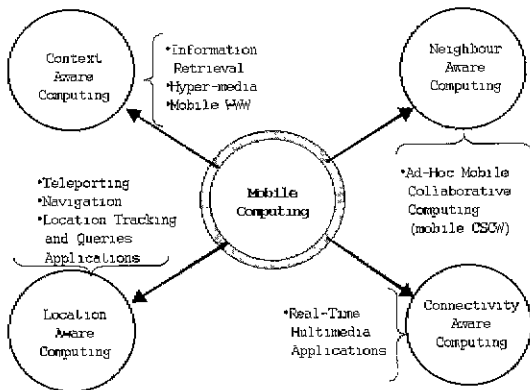 Context
Aware
Computing
•Information
Retrieval
•Hyper-media
•Mobile WWW
Neighbour
Aware
Computing
•Teleporting
•Navigation
•Location Tracking
and Queries
Applications
Mobile
Computing
•Ad-Hoc Mobile
Collaborative
Computing
(mobile CSCW)
Location
Aware
Computing
•Real-Time
Multimedia
Applications
Connectivity
Aware
Computing